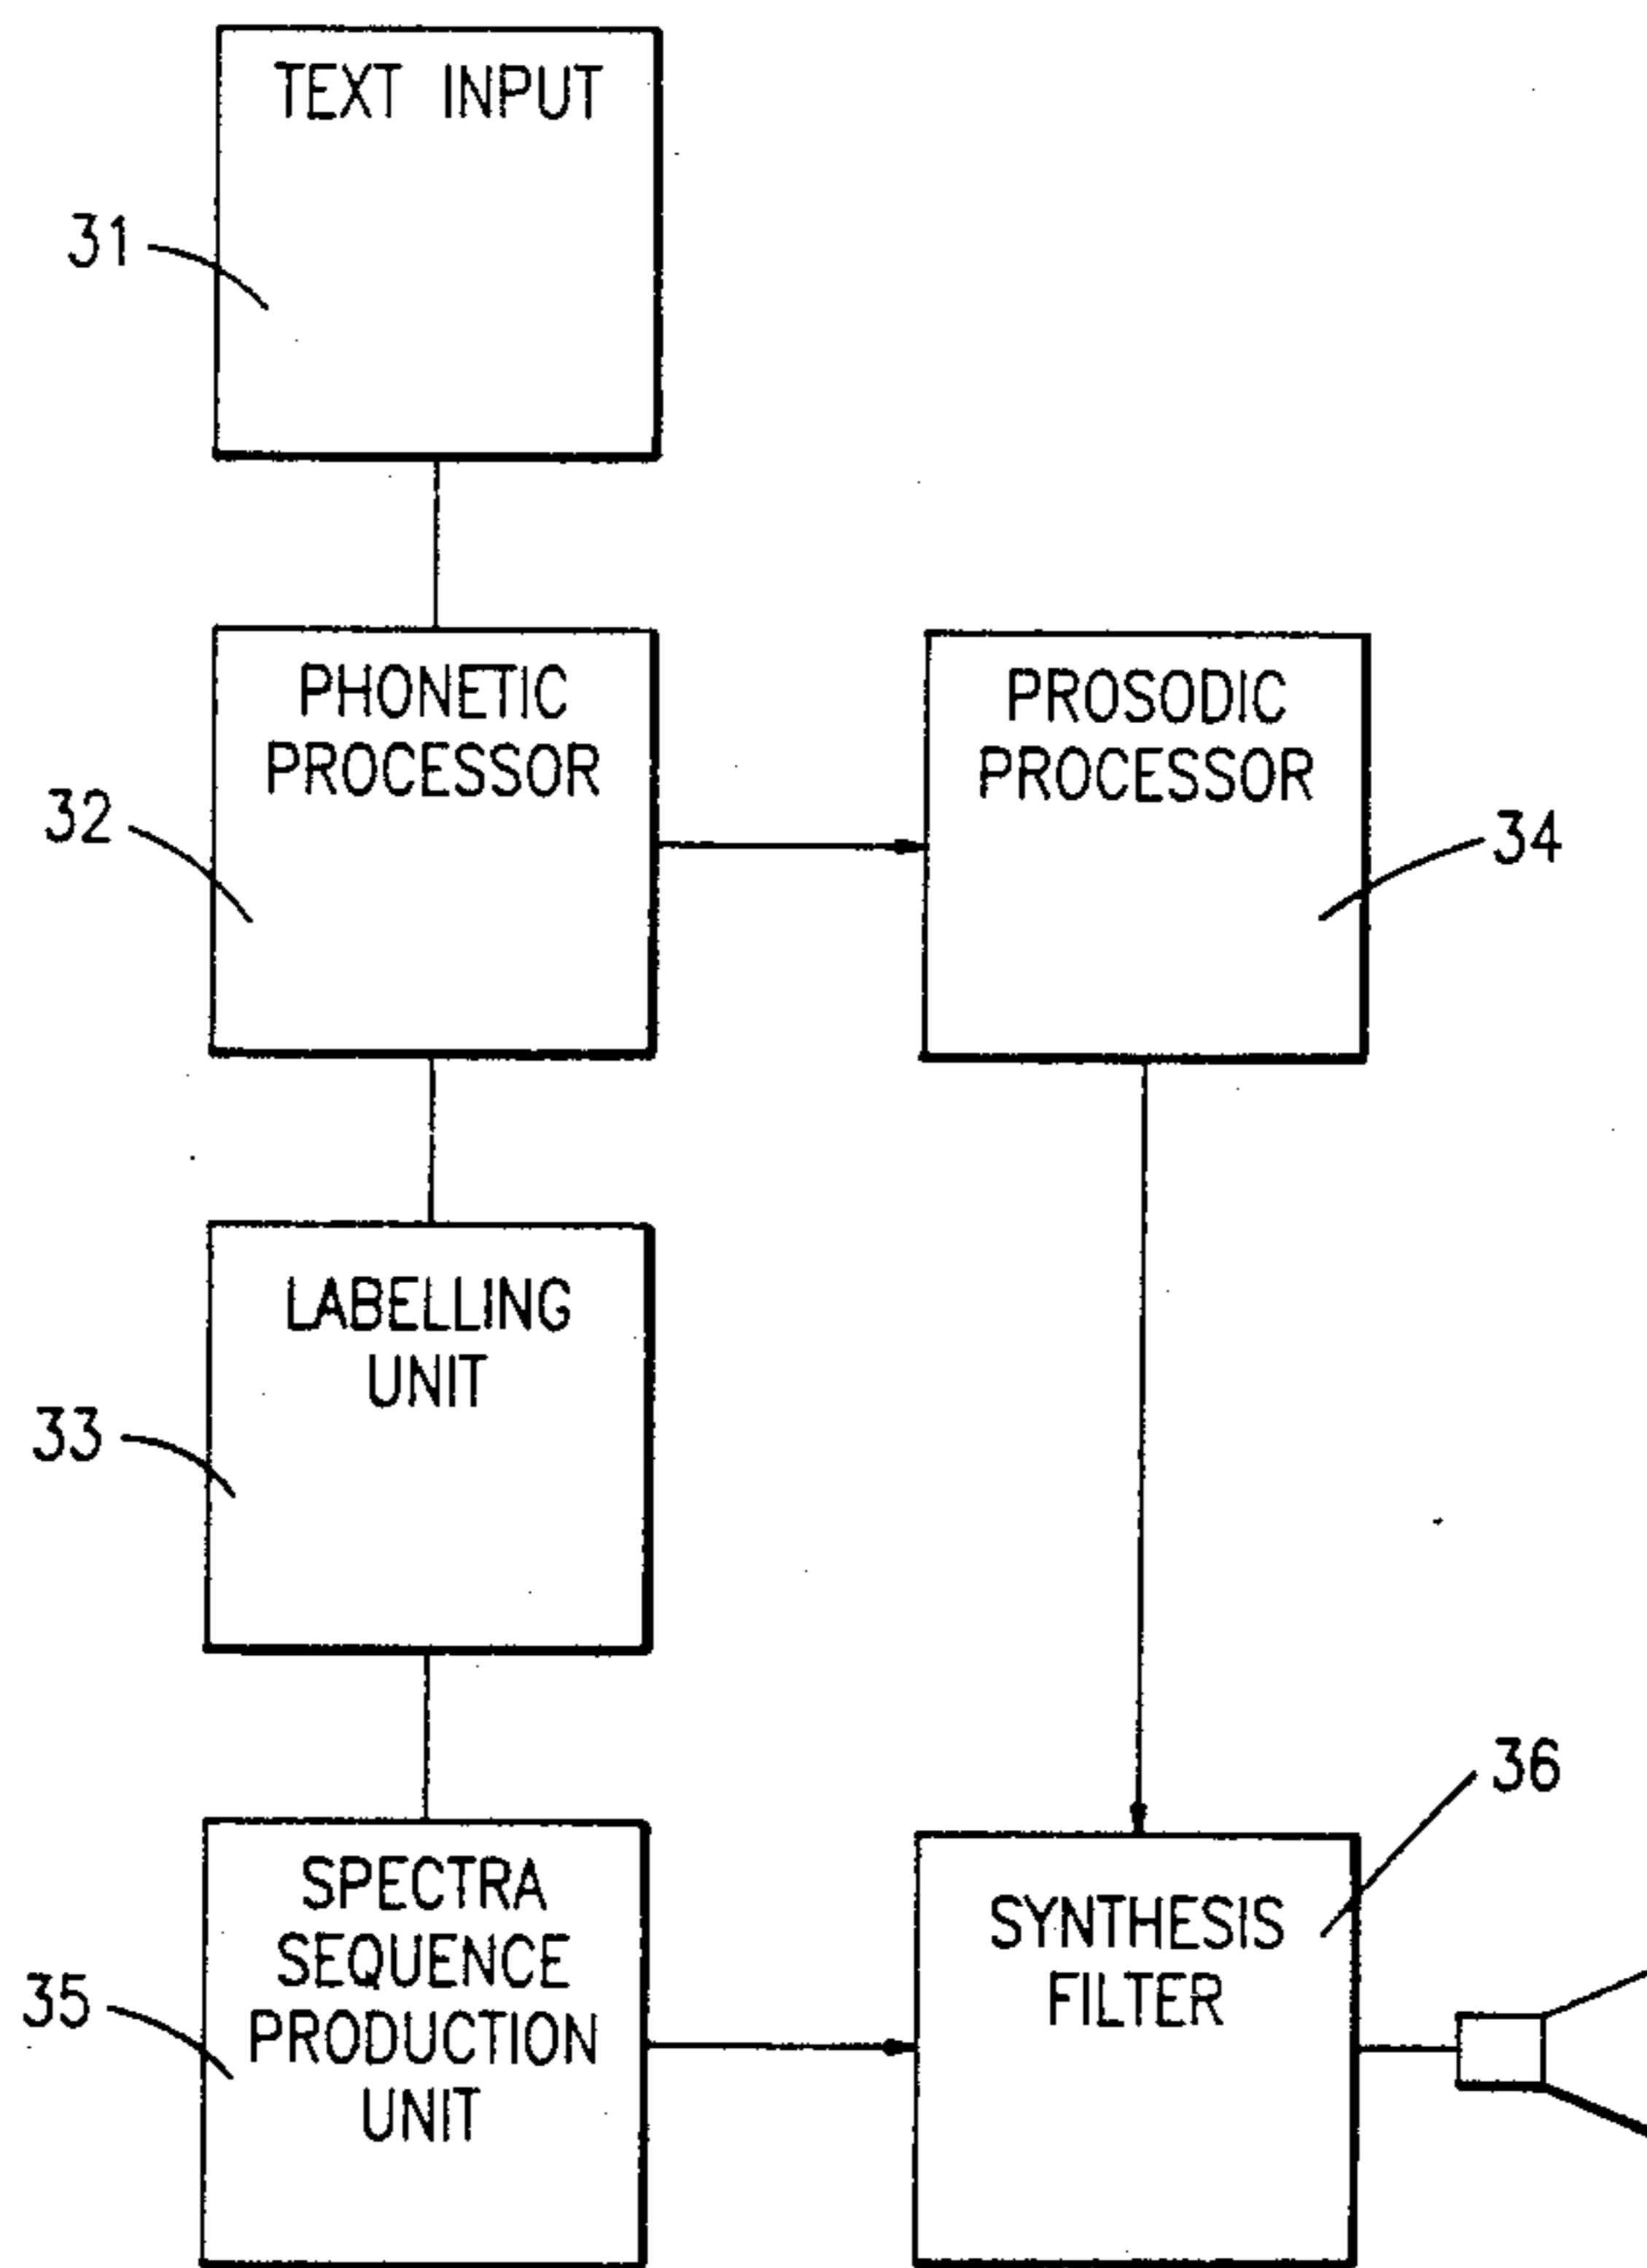 TEXT INPUT
31
PHONETIC
PROCESSOR
32
PROSODIC
PROCESSOR
34
LABELLING
UNIT
33
SPECTRA
SEQUENCE
PRODUCTION
UNIT
35
SYNTHESIS
FILTER
36